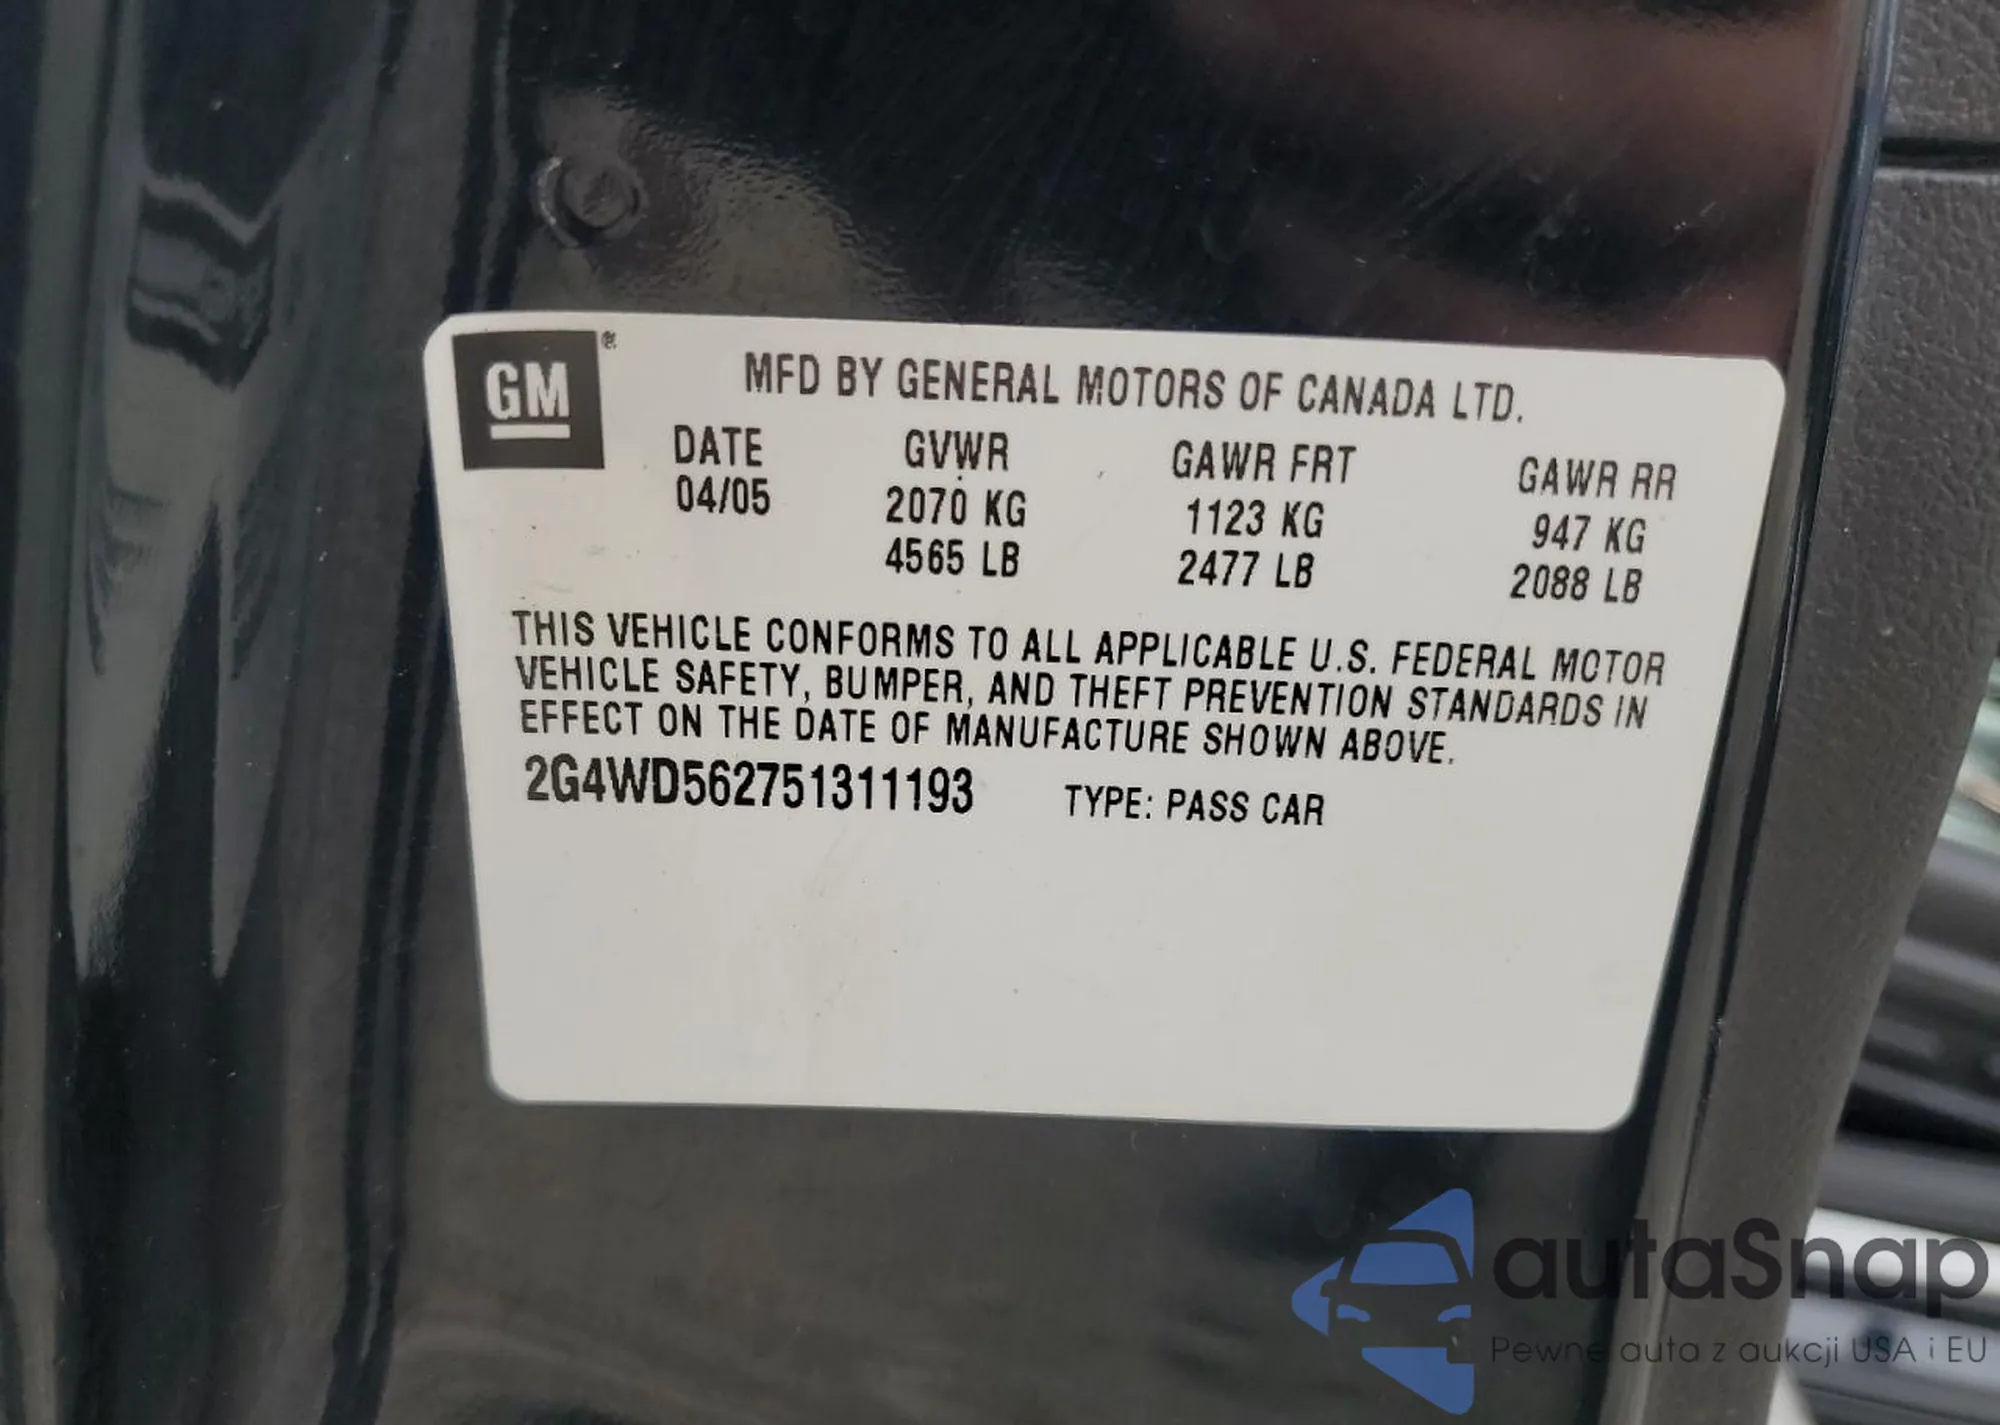 GM®
MFD BY GENERAL MOTORS OF CANADA LTD.
DATE GVWR GAWR FRT GAWR RR
04/05 2070 KG 1123 KG 947 KG
4565 LB 2477 LB 2088 LB
THIS VEHICLE CONFORMS TO ALL APPLICABLE U.S. FEDERAL MOTOR
VEHICLE SAFETY, BUMPER, AND THEFT PREVENTION STANDARDS IN
EFFECT ON THE DATE OF MANUFACTURE SHOWN ABOVE.
2G4WD562751311193 TYPE: PASS CAR
autaSnap
Pewne auta z aukcji USA i EU